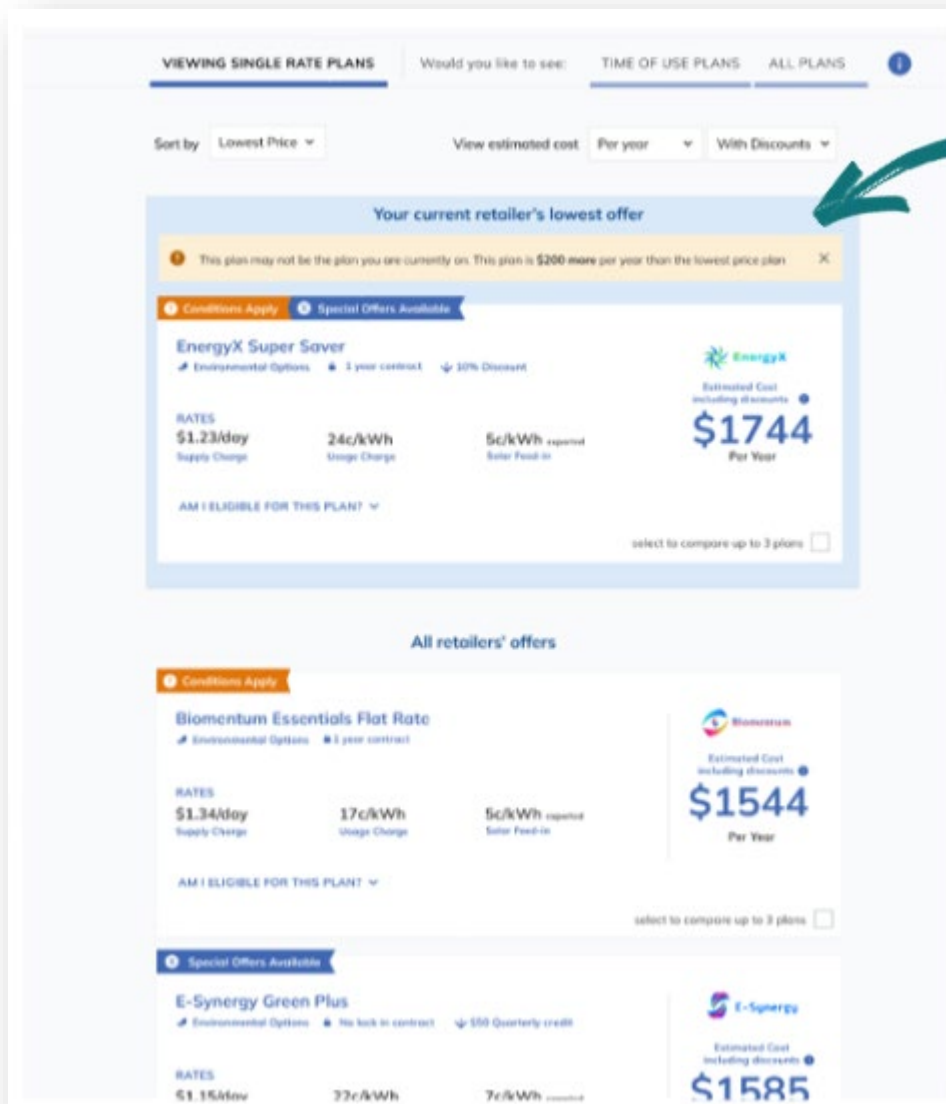 VIEWING SINGLE RATE PLANS Would you like to see: TIME OF USE PLANS ALL PLANS
Sort by Lowest Price View estimated cost Per year With Discounts
Your current retailer's lowest offer
This plan may not be the plan you are currently on. This plan is $200 more per year than the lowest price plan
Conditions Apply Special Offers Available
EnergyX Super Saver
Environmental Options 1 year contract 10% Discount
EnergyX
Estimated Cost
including discounts
$1744
Per Year
RATES
$1.23/day 24c/kWh 5c/kWh exported
Supply Charge Usage Charge Solar Feed-in
AM I ELIGIBLE FOR THIS PLAN?
select to compare up to 3 plans
All retailers' offers
Conditions Apply
Biomentum Essentials Flat Rate
Environmental Options 1 year contract
Biomentum
Estimated Cost
including discounts
$1544
Per Year
RATES
$1.34/day 17c/kWh 5c/kWh exported
Supply Charge Usage Charge Solar Feed-in
AM I ELIGIBLE FOR THIS PLAN?
select to compare up to 3 plans
Special Offers Available
E-Synergy Green Plus
Environmental Options No lock in contract $50 Quarterly credit
E-Synergy
Estimated Cost
including discounts
$1585
RATES
$1.15/day 22c/kWh 7c/kWh exported